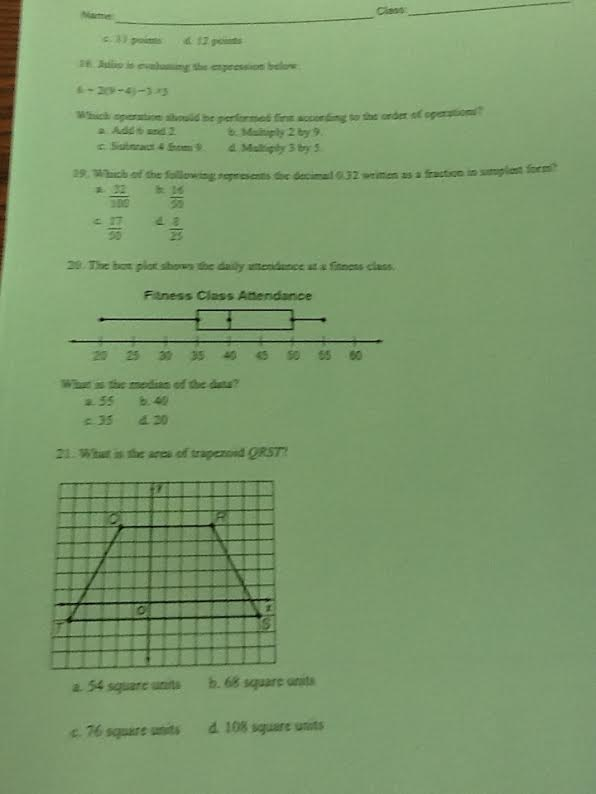 Name: Class:
c. 11 points d. 12 points
18. Julio is evaluating the expression below.
6 + 2(9 - 4) - 3 × 5
Which operation should be performed first according to the order of operations?
a. Add 6 and 2. b. Multiply 2 by 9.
c. Subtract 4 from 9. d. Multiply 3 by 5.
19. Which of the following represents the decimal 0.32 written as a fraction in simplest form?
a. 32/100 b. 16/50
c. 17/50 d. 8/25
20. The box plot shows the daily attendance at a fitness class.
Fitness Class Attendance
20 25 30 35 40 45 50 55 60
What is the median of the data?
a. 55 b. 40
c. 35 d. 20
21. What is the area of trapezoid QRST?
y
Q R
O x
T S
a. 54 square units b. 68 square units
c. 76 square units d. 108 square units